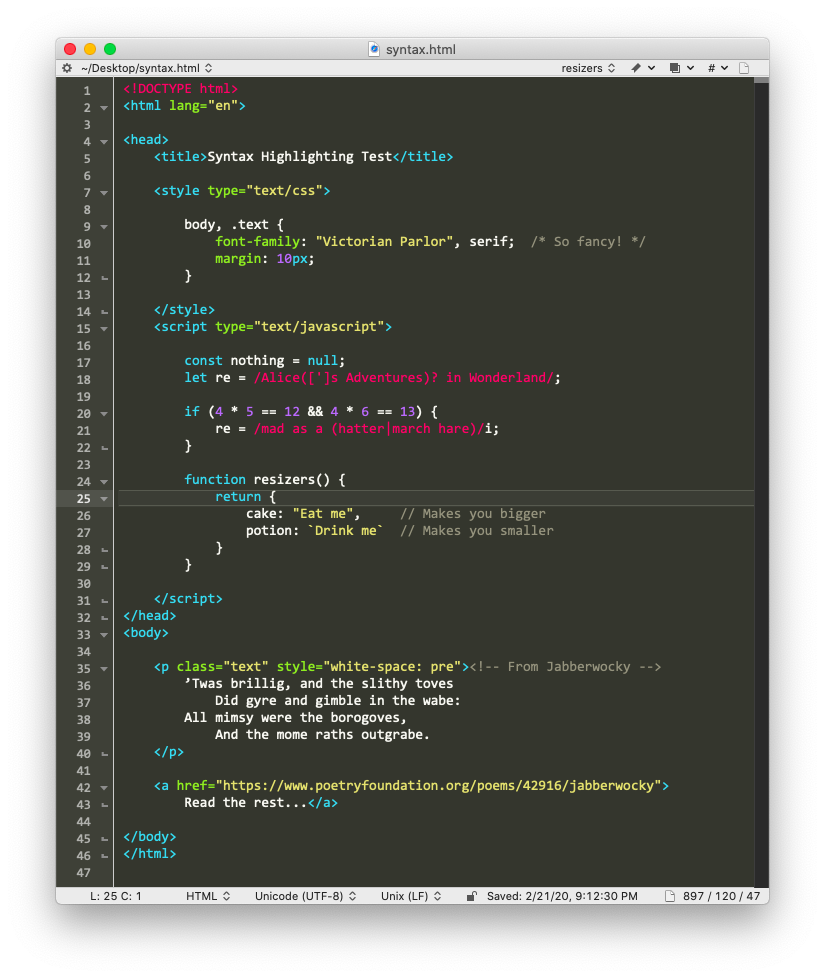 syntax.html
~/Desktop/syntax.html resizers #
1 <!DOCTYPE html>
2 <html lang="en">
3
4 <head>
5     <title>Syntax Highlighting Test</title>
6
7     <style type="text/css">
8
9         body, .text {
10             font-family: "Victorian Parlor", serif;  /* So fancy! */
11             margin: 10px;
12         }
13
14     </style>
15     <script type="text/javascript">
16
17         const nothing = null;
18         let re = /Alice([']s Adventures)? in Wonderland/;
19
20         if (4 * 5 == 12 && 4 * 6 == 13) {
21             re = /mad as a (hatter|march hare)/i;
22         }
23
24         function resizers() {
25             return {
26                 cake: "Eat me",     // Makes you bigger
27                 potion: `Drink me`  // Makes you smaller
28             }
29         }
30
31     </script>
32 </head>
33 <body>
34
35     <p class="text" style="white-space: pre"><!-- From Jabberwocky -->
36         ’Twas brillig, and the slithy toves
37             Did gyre and gimble in the wabe:
38         All mimsy were the borogoves,
39             And the mome raths outgrabe.
40     </p>
41
42     <a href="https://www.poetryfoundation.org/poems/42916/jabberwocky">
43         Read the rest...</a>
44
45 </body>
46 </html>
47
L: 25 C: 1 HTML Unicode (UTF-8) Unix (LF) Saved: 2/21/20, 9:12:30 PM 897 / 120 / 47